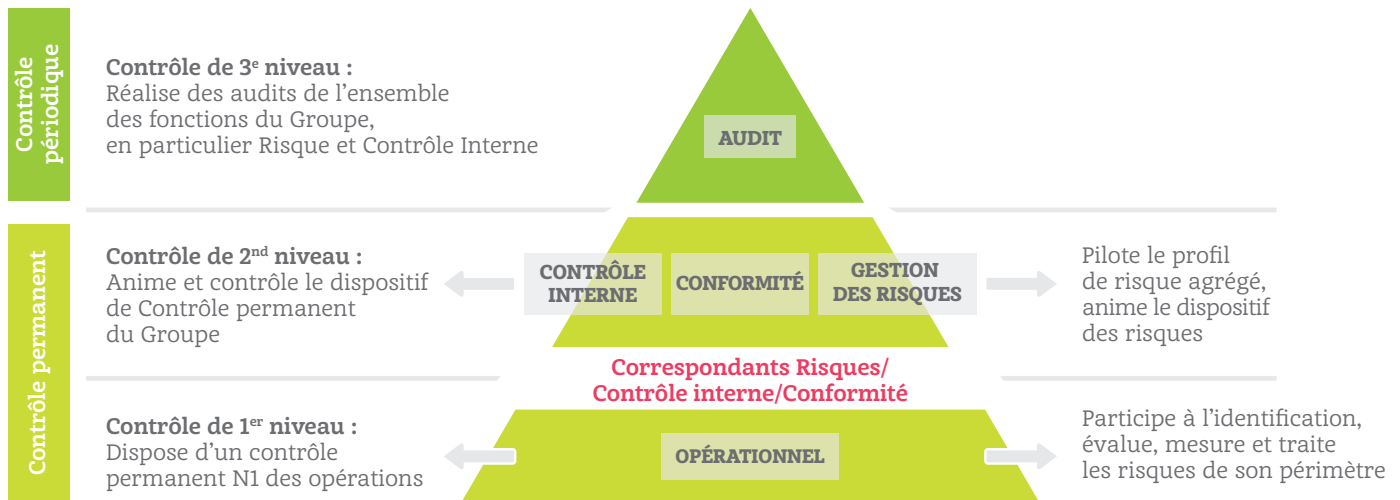 Contrôle
périodique
Contrôle de 3e niveau :
Réalise des audits de l’ensemble
des fonctions du Groupe,
en particulier Risque et Contrôle Interne
AUDIT
Contrôle permanent
Contrôle de 2nd niveau :
Anime et contrôle le dispositif
de Contrôle permanent
du Groupe
CONTRÔLE
INTERNE
CONFORMITÉ
GESTION
DES RISQUES
Pilote le profil
de risque agrégé,
anime le dispositif
des risques
Correspondants Risques/
Contrôle interne/Conformité
Contrôle de 1er niveau :
Dispose d’un contrôle
permanent N1 des opérations
OPÉRATIONNEL
Participe à l’identification,
évalue, mesure et traite
les risques de son périmètre